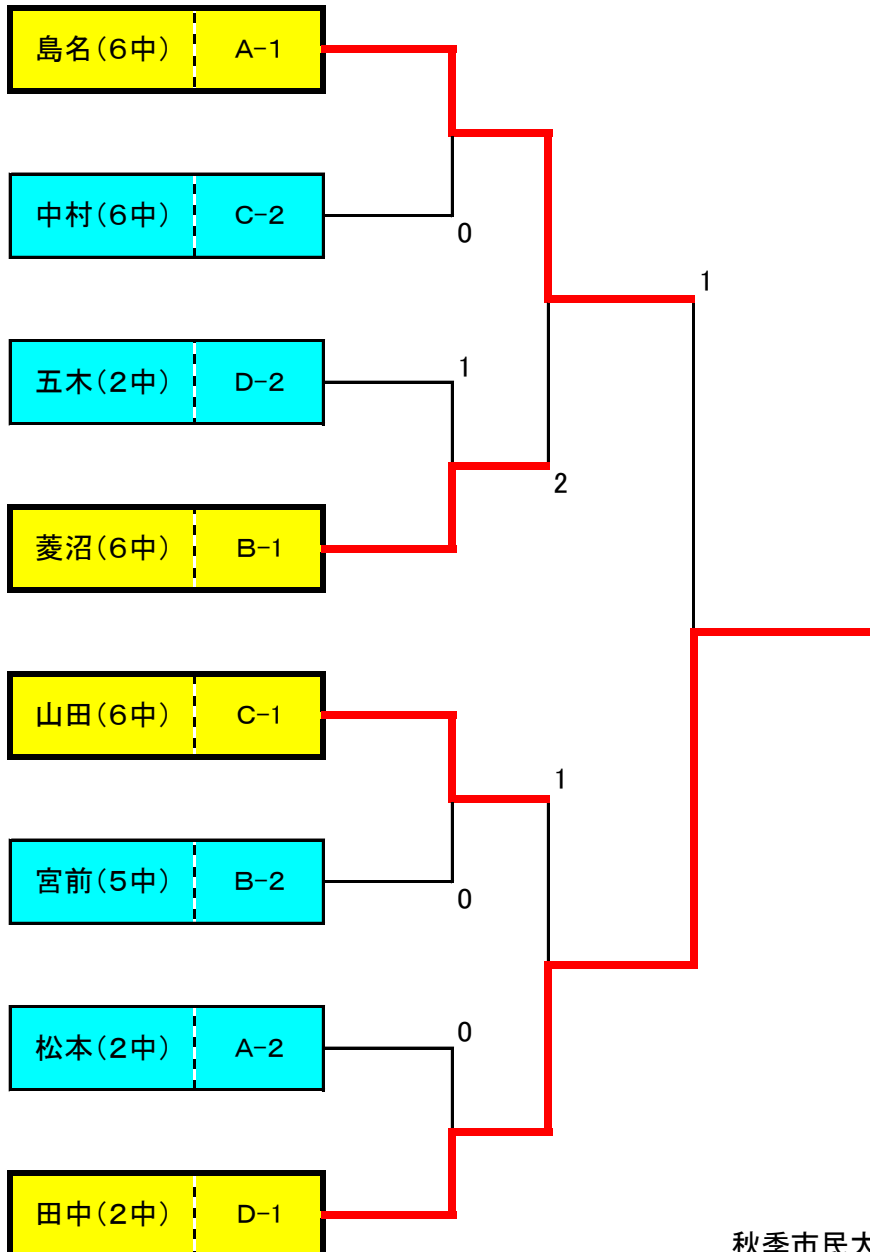 島名(6中) A-1
中村(6中) C-2
0
1
五木(2中) D-2
1
2
菱沼(6中) B-1
山田(6中) C-1
1
宮前(5中) B-2
0
0
松本(2中) A-2
田中(2中) D-1
秋季市民大